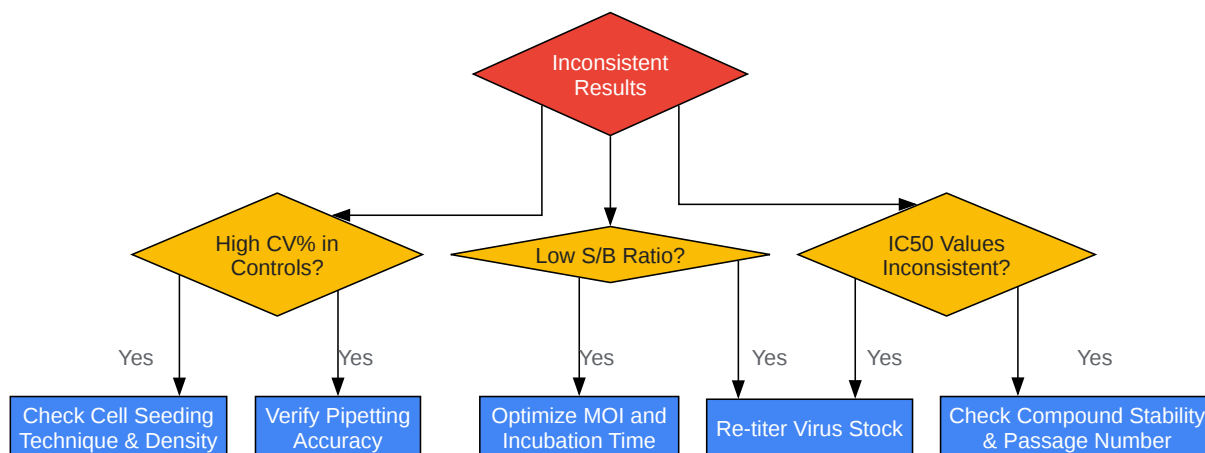 Inconsistent
Results
High CV% in
Controls?
Low S/B Ratio?
IC50 Values
Inconsistent?
Yes
Yes
Yes
Yes
Yes
Yes
Check Cell Seeding
Technique & Density
Verify Pipetting
Accuracy
Optimize MOI and
Incubation Time
Re-titer Virus Stock
Check Compound Stability
& Passage Number